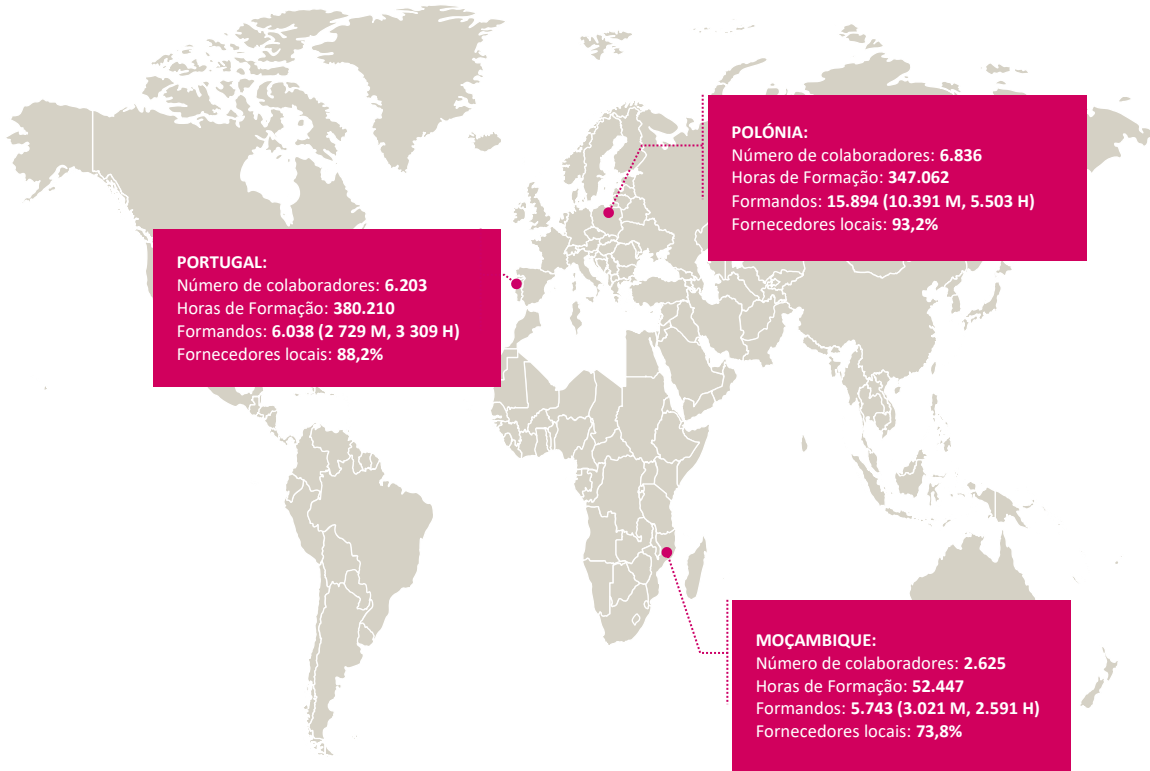 POLÓNIA:
Número de colaboradores: 6.836
Horas de Formação: 347.062
Formandos: 15.894 (10.391 M, 5.503 H)
Fornecedores locais: 93,2%
PORTUGAL:
Número de colaboradores: 6.203
Horas de Formação: 380.210
Formandos: 6.038 (2 729 M, 3 309 H)
Fornecedores locais: 88,2%
MOÇAMBIQUE:
Número de colaboradores: 2.625
Horas de Formação: 52.447
Formandos: 5.743 (3.021 M, 2.591 H)
Fornecedores locais: 73,8%